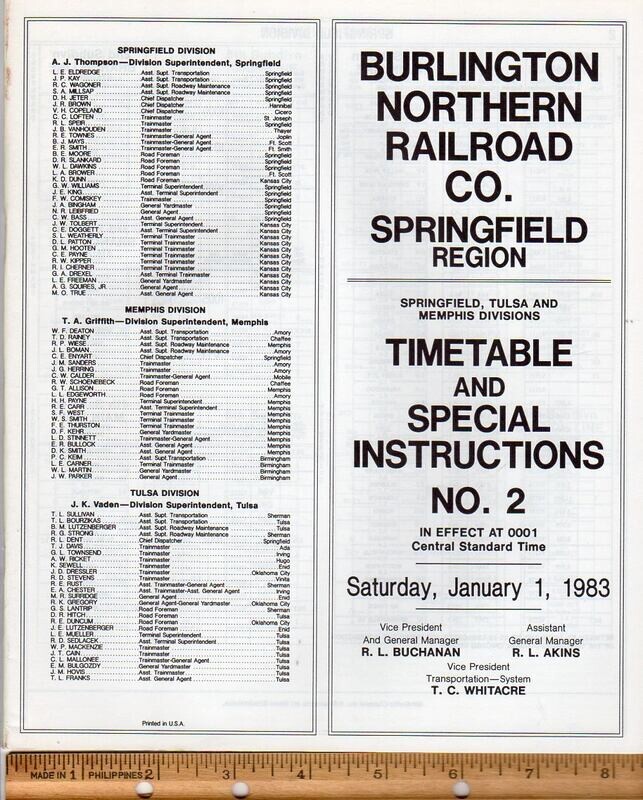 SPRINGFIELD DIVISION
A. J. Thompson—Division Superintendent, Springfield
L. E. ELDREDGE Asst. Supt. Transportation Springfield
J. P. KAY Asst. Supt. Transportation Springfield
R. C. WAGONER Asst. Supt. Roadway Maintenance Springfield
S. A. MILLSAP Asst. Supt. Roadway Maintenance Springfield
D. H. JETER Chief Dispatcher Springfield
J. R. BROWN Chief Dispatcher Hannibal
V. H. COPELAND Chief Dispatcher Cicero
C. C. LOFTEN Trainmaster St. Joseph
R. L. SPEIR Trainmaster Springfield
J. B. VANHOUDEN Trainmaster Thayer
R. E. TOWNES Trainmaster-General Agent Joplin
B. J. MAYS Trainmaster-General Agent Ft. Scott
E. R. SMITH Trainmaster-General Agent Ft. Smith
B. E. MOORE Road Foreman Springfield
D. R. SLANKARD Road Foreman Springfield
W. L. DAWKINS Road Foreman Springfield
L. A. BROWER Road Foreman Ft. Scott
K. D. DUNN Road Foreman Kansas City
G. W. WILLIAMS Terminal Superintendent Springfield
J. E. KING Asst. Terminal Superintendent Springfield
F. W. COMISKEY Trainmaster Springfield
J. A. BINGHAM General Yardmaster Springfield
N. R. LEIBFRIED General Agent Springfield
C. W. BASS Asst. General Agent Springfield
J. W. TOLBERT Terminal Superintendent Kansas City
C. E. DOGGETT Asst. Terminal Superintendent Kansas City
S. L. WEATHERLY Terminal Trainmaster Kansas City
D. L. PATTON Terminal Trainmaster Kansas City
G. M. HOOTEN Terminal Trainmaster Kansas City
C. E. PAYNE Terminal Trainmaster Kansas City
R. W. KIPPER Terminal Trainmaster Kansas City
R. I. CHERNER Terminal Trainmaster Kansas City
G. A. DREXEL Asst. Terminal Trainmaster Kansas City
L. E. FREEMAN General Yardmaster Kansas City
A. G. SQUIRES, JR. General Agent Kansas City
M. O. TRUE Asst. General Agent Kansas City
MEMPHIS DIVISION
T. A. Griffith—Division Superintendent, Memphis
W. F. DEATON Asst. Supt. Transportation Amory
T. D. RAINEY Asst. Supt. Transportation Chaffee
R. P. WIESE Asst. Supt. Roadway Maintenance Memphis
J. L. BOMAN Asst. Supt. Roadway Maintenance Amory
C. E. ENYART Chief Dispatcher Springfield
J. M. SANDERS Trainmaster Amory
J. G. HERRING Trainmaster Amory
C. W. CALDER Trainmaster-General Agent Mobile
R. W. SCHOENEBECK Road Foreman Chaffee
G. T. ALLISON Road Foreman Memphis
L. L. EDGEWORTH Road Foreman Amory
H. H. PAYNE Terminal Superintendent Memphis
R. E. CARR Asst. Terminal Superintendent Memphis
S. F. WEST Terminal Trainmaster Memphis
W. S. SMITH Terminal Trainmaster Memphis
F. E. THURSTON Terminal Trainmaster Memphis
D. F. KEHR General Yardmaster Memphis
L. D. STINNETT Trainmaster-General Agent Memphis
E. R. BULLOCK Asst. General Agent Memphis
D. K. SMITH Asst. General Agent Memphis
P. C. KEIM Asst. Supt Transportation Birmingham
L. E. CARNER Terminal Trainmaster Birmingham
W. L. MARTIN General Yardmaster Birmingham
J. W. PARKER General Agent Birmingham
TULSA DIVISION
J. K. Vaden—Division Superintendent, Tulsa
T. L. SULLIVAN Asst. Supt. Transportation Sherman
T. L. BOURZIKAS Asst. Supt. Transportation Tulsa
B. M. LUTZENBERGER Asst. Supt. Roadway Maintenance Tulsa
R. G. STRONG Asst. Supt. Roadway Maintenance Sherman
R. L. DENT Chief Dispatcher Springfield
T. J. DAVIS Trainmaster Ada
G. L. TOWNSEND Trainmaster Irving
A. W. RICKET Trainmaster Hugo
K. SEWELL Trainmaster Enid
J. D. DRESSLER Trainmaster Oklahoma City
R. D. STEVENS Trainmaster Vinita
R. E. RUST Asst. Trainmaster-General Agent Sherman
E. A. CHESTER Asst. Trainmaster-Asst. General Agent Irving
M. R. SURRIDGE General Agent Enid
R. K. GREGORY General Agent-General Yardmaster Oklahoma City
G. S. LANTRIP Road Foreman Sherman
D. R. HITCH Road Foreman Tulsa
R. E. DUNCUM Road Foreman Oklahoma City
J. E. LUTZENBERGER Road Foreman Enid
L. E. MUELLER Terminal Superintendent Tulsa
R. D. SEDLACEK Asst. Terminal Superintendent Tulsa
W. P. MACKENZIE Terminal Trainmaster Tulsa
J. T. CAIN Terminal Trainmaster Tulsa
C. L. MALLONEE Trainmaster-General Agent Tulsa
E. M. BULGOZDY General Yardmaster Tulsa
J. M. HOVIS Asst. Trainmaster Tulsa
T. L. FRANKS Asst. General Agent Tulsa
Printed in U.S.A.
BURLINGTON
NORTHERN
RAILROAD
CO.
SPRINGFIELD
REGION
SPRINGFIELD, TULSA AND
MEMPHIS DIVISIONS
TIMETABLE
AND
SPECIAL
INSTRUCTIONS
NO. 2
IN EFFECT AT 0001
Central Standard Time
Saturday, January 1, 1983
Vice President
And General Manager
R. L. BUCHANAN
Assistant
General Manager
R. L. AKINS
Vice President
Transportation—System
T. C. WHITACRE
MADE IN 1 PHILIPPINES 2 3 4 5 6 7 8